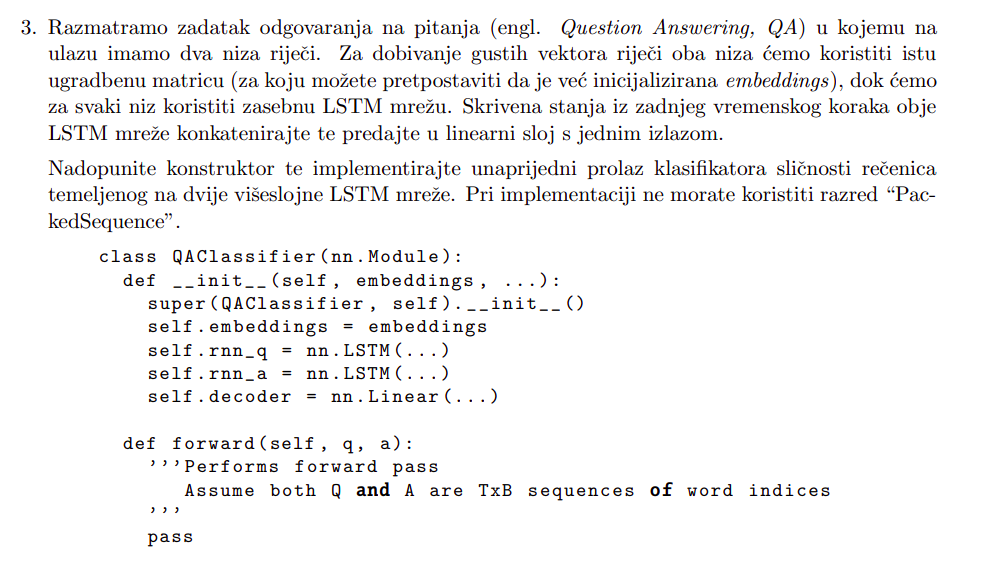 3. Razmatramo zadatak odgovaranja na pitanja (engl. Question Answering, QA) u kojemu na
ulazu imamo dva niza riječi. Za dobivanje gustih vektora riječi oba niza ćemo koristiti istu
ugradbenu matricu (za koju možete pretpostaviti da je već inicijalizirana embeddings), dok ćemo
za svaki niz koristiti zasebnu LSTM mrežu. Skrivena stanja iz zadnjeg vremenskog koraka obje
LSTM mreže konkatenirajte te predajte u linearni sloj s jednim izlazom.
Nadopunite konstruktor te implementirajte unaprijedni prolaz klasifikatora sličnosti rečenica
temeljenog na dvije višeslojne LSTM mreže. Pri implementaciji ne morate koristiti razred “Pac-
kedSequence”.
class QAClassifier(nn.Module):
  def __init__(self, embeddings, ...):
    super(QAClassifier, self).__init__()
    self.embeddings = embeddings
    self.rnn_q = nn.LSTM(...)
    self.rnn_a = nn.LSTM(...)
    self.decoder = nn.Linear(...)
  def forward(self, q, a):
    ’’’Performs forward pass
       Assume both Q and A are TxB sequences of word indices
    ’’’
    pass